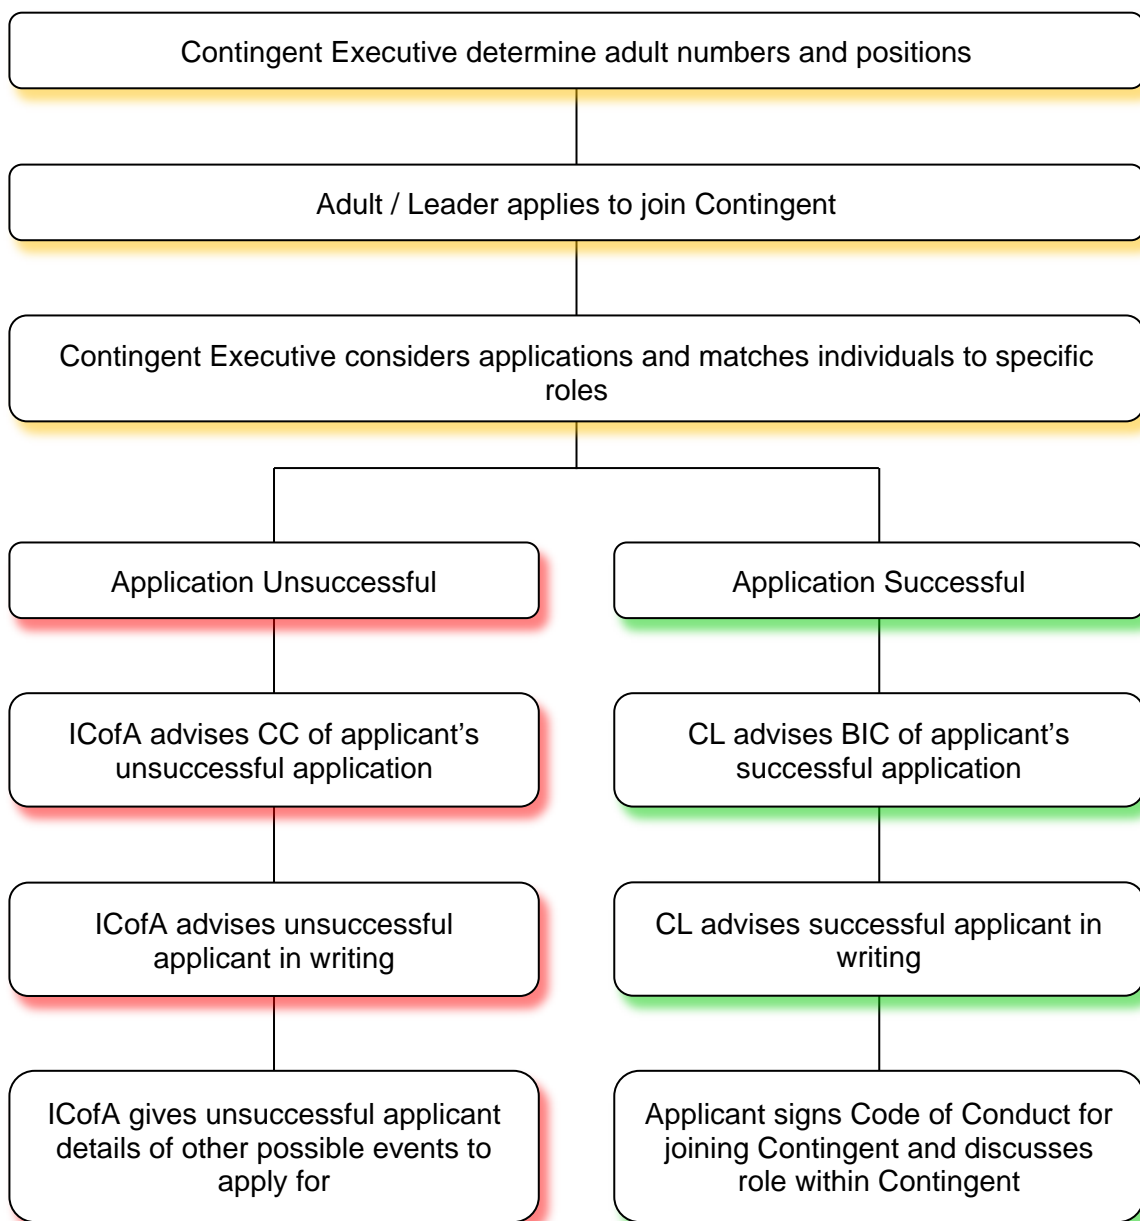 Contingent Executive determine adult numbers and positions
Adult / Leader applies to join Contingent
Contingent Executive considers applications and matches individuals to specific
roles
Application Unsuccessful
Application Successful
ICofA advises CC of applicant’s
unsuccessful application
CL advises BIC of applicant’s
successful application
ICofA advises unsuccessful
applicant in writing
CL advises successful applicant in
writing
ICofA gives unsuccessful applicant
details of other possible events to
apply for
Applicant signs Code of Conduct for
joining Contingent and discusses
role within Contingent